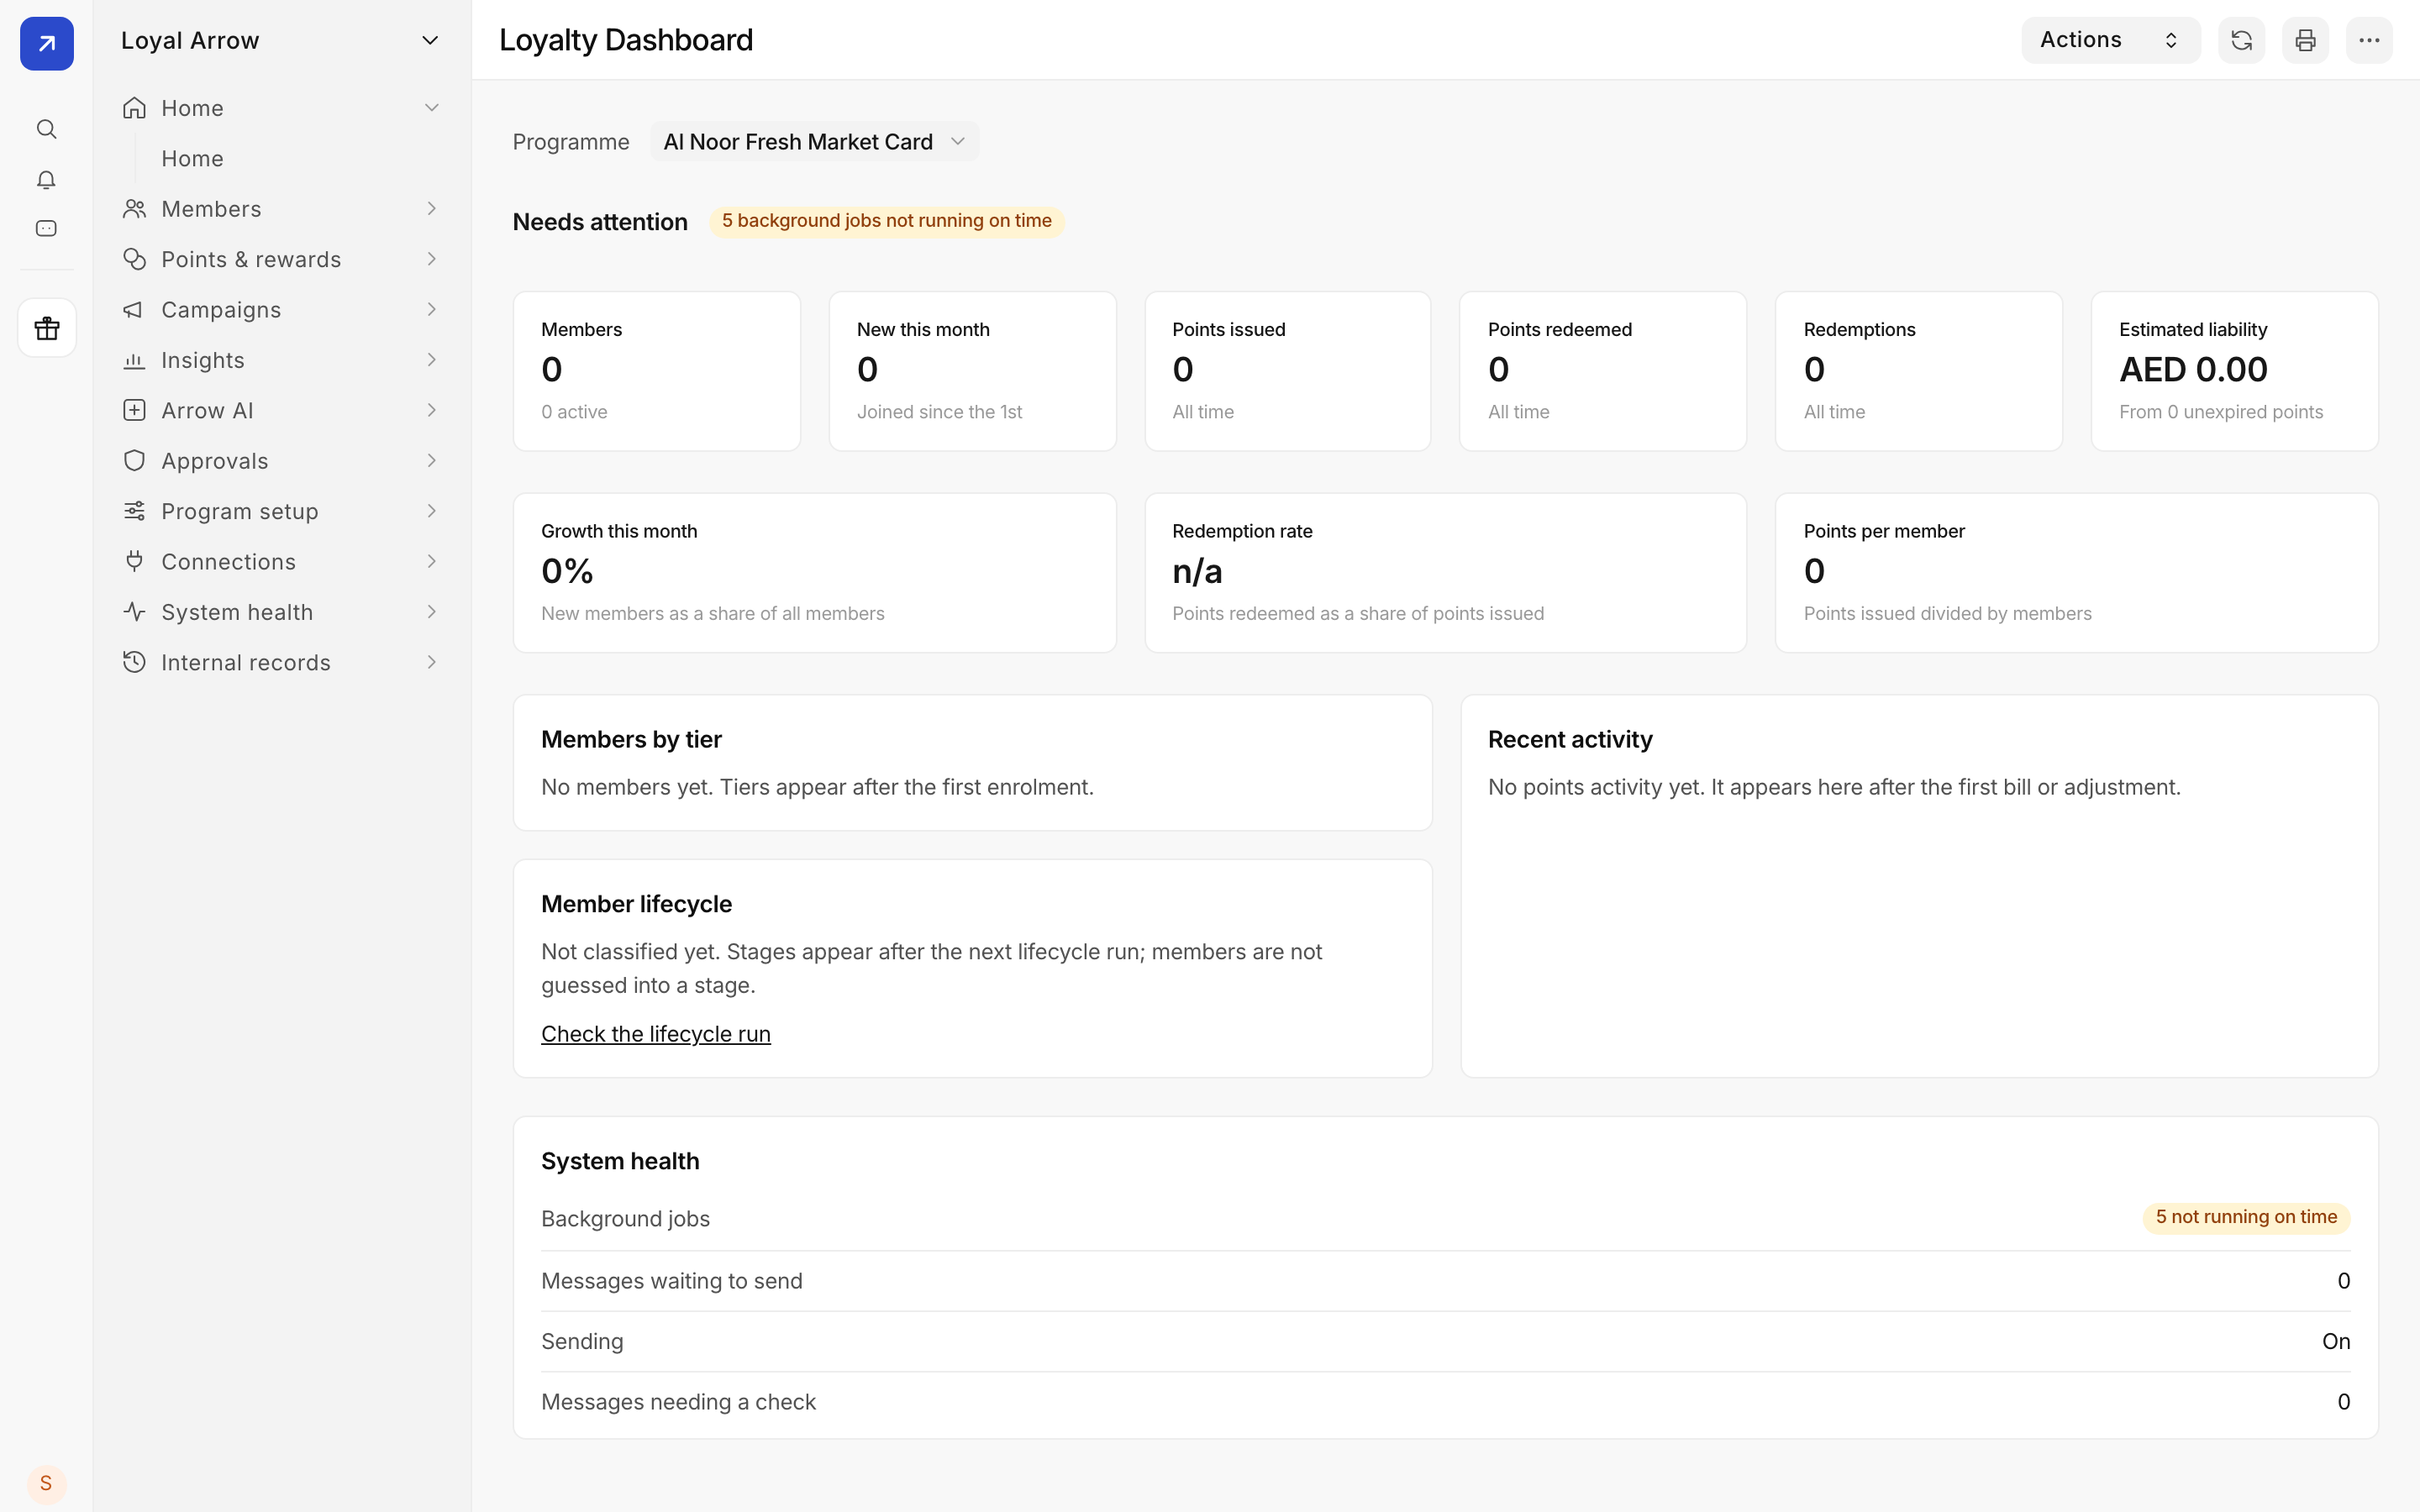 Loyal Arrow
Home
Home
Members
Points & rewards
Campaigns
Insights
Arrow AI
Approvals
Program setup
Connections
System health
Internal records
S
Loyalty Dashboard
Actions
Programme
Al Noor Fresh Market Card
Needs attention
5 background jobs not running on time
Members
0
0 active
New this month
0
Joined since the 1st
Points issued
0
All time
Points redeemed
0
All time
Redemptions
0
All time
Estimated liability
AED 0.00
From 0 unexpired points
Growth this month
0%
New members as a share of all members
Redemption rate
n/a
Points redeemed as a share of points issued
Points per member
0
Points issued divided by members
Members by tier
No members yet. Tiers appear after the first enrolment.
Recent activity
No points activity yet. It appears here after the first bill or adjustment.
Member lifecycle
Not classified yet. Stages appear after the next lifecycle run; members are not
guessed into a stage.
Check the lifecycle run
System health
Background jobs
5 not running on time
Messages waiting to send
0
Sending
On
Messages needing a check
0